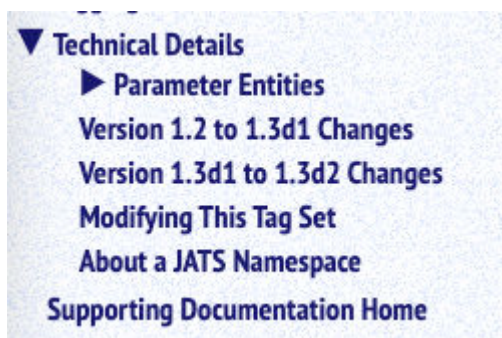 Technical Details
Parameter Entities
Version 1.2 to 1.3d1 Changes
Version 1.3d1 to 1.3d2 Changes
Modifying This Tag Set
About a JATS Namespace
Supporting Documentation Home